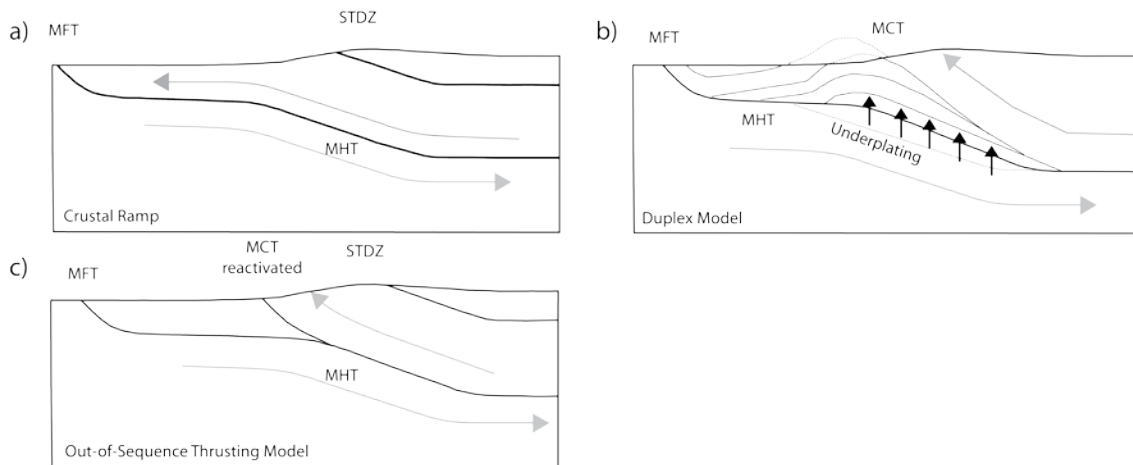 a)
MFT
STDZ
MHT
Crustal Ramp
b)
MFT
MCT
MHT
Underplating
Duplex Model
c)
MFT
MCT
reactivated
STDZ
MHT
Out-of-Sequence Thrusting Model